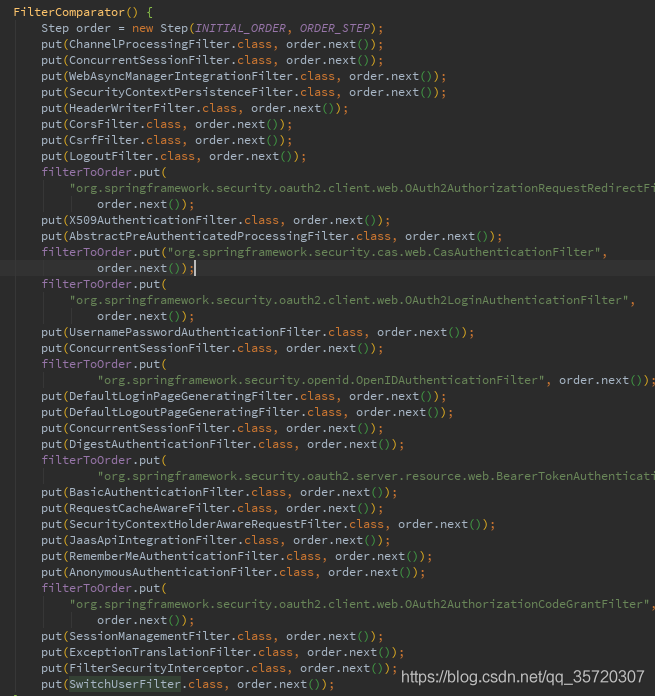 FilterComparator() {
Step order = new Step(INITIAL_ORDER, ORDER_STEP);
put(ChannelProcessingFilter.class, order.next());
put(ConcurrentSessionFilter.class, order.next());
put(WebAsyncManagerIntegrationFilter.class, order.next());
put(SecurityContextPersistenceFilter.class, order.next());
put(HeaderWriterFilter.class, order.next());
put(CorsFilter.class, order.next());
put(CsrfFilter.class, order.next());
put(LogoutFilter.class, order.next());
filterToOrder.put(
"org.springframework.security.oauth2.client.web.OAuth2AuthorizationRequestRedirectFi
order.next());
put(X509AuthenticationFilter.class, order.next());
put(AbstractPreAuthenticatedProcessingFilter.class, order.next());
filterToOrder.put("org.springframework.security.cas.web.CasAuthenticationFilter",
order.next());
filterToOrder.put(
"org.springframework.security.oauth2.client.web.OAuth2LoginAuthenticationFilter",
order.next());
put(UsernamePasswordAuthenticationFilter.class, order.next());
put(ConcurrentSessionFilter.class, order.next());
filterToOrder.put(
"org.springframework.security.openid.OpenIDAuthenticationFilter", order.next());
put(DefaultLoginPageGeneratingFilter.class, order.next());
put(DefaultLogoutPageGeneratingFilter.class, order.next());
put(ConcurrentSessionFilter.class, order.next());
put(DigestAuthenticationFilter.class, order.next());
filterToOrder.put(
"org.springframework.security.oauth2.server.resource.web.BearerTokenAuthenticati
put(BasicAuthenticationFilter.class, order.next());
put(RequestCacheAwareFilter.class, order.next());
put(SecurityContextHolderAwareRequestFilter.class, order.next());
put(JaasApiIntegrationFilter.class, order.next());
put(RememberMeAuthenticationFilter.class, order.next());
put(AnonymousAuthenticationFilter.class, order.next());
filterToOrder.put(
"org.springframework.security.oauth2.client.web.OAuth2AuthorizationCodeGrantFilter",
order.next());
put(SessionManagementFilter.class, order.next());
put(ExceptionTranslationFilter.class, order.next());
put(FilterSecurityInterceptor.class, order.next());
put(SwitchUserFilter.class, order.next());
https://blog.csdn.net/qq_35720307